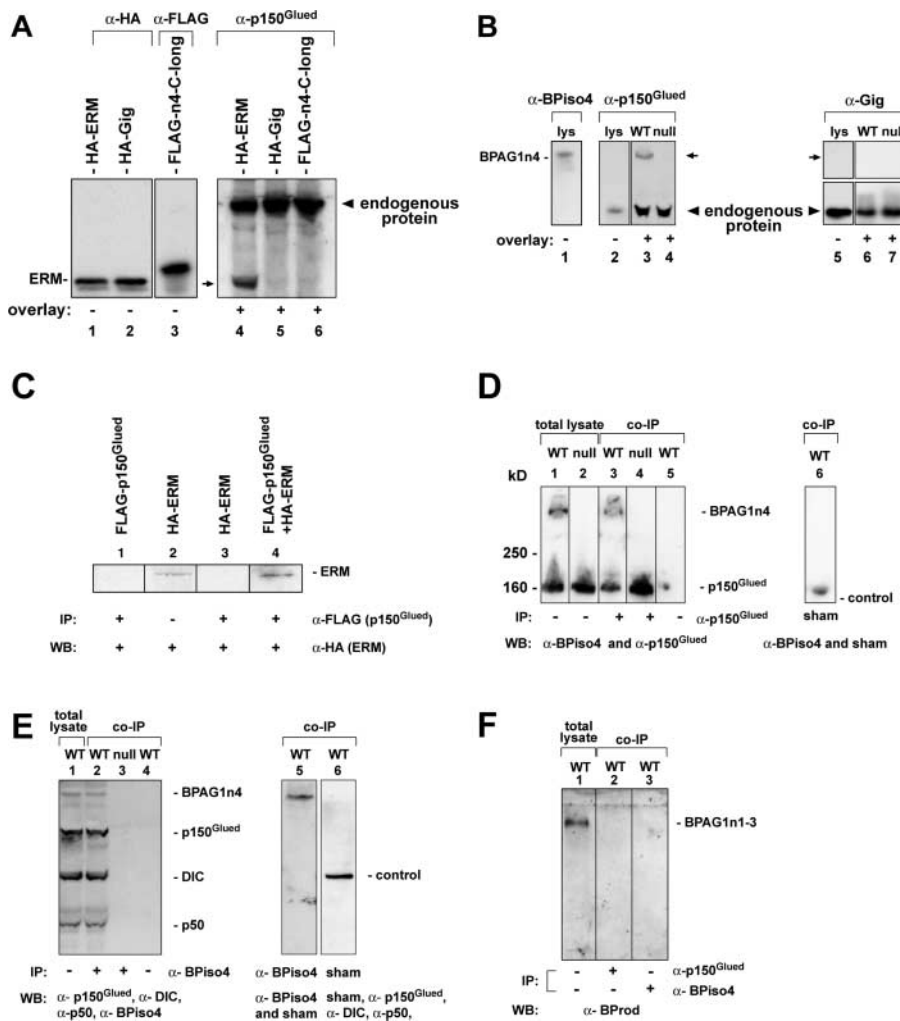 A
α-HA α-FLAG α-p150Glued
- HA-ERM
- HA-Gig
- FLAG-n4-C-long
- HA-ERM
- HA-Gig
- FLAG-n4-C-long
endogenous
protein
ERM-
overlay: - - - + + +
1 2 3 4 5 6
B
α-BPiso4 α-p150Glued α-Gig
lys lys WT null lys WT null
BPAG1n4 -
endogenous
protein
overlay: - - + + - + +
1 2 3 4 5 6 7
C
FLAG-p150Glued
HA-ERM
HA-ERM
FLAG-p150Glued
+HA-ERM
1 2 3 4
- ERM
IP: + - + + α-FLAG (p150Glued)
WB: + + + + α-HA (ERM)
D
total lysate co-IP co-IP
WT null WT null WT WT
kD 1 2 3 4 5 6
- BPAG1n4
250 -
160 - - p150Glued
- control
IP: - - + + - α-p150Glued sham
WB: α-BPiso4 and α-p150Glued α-BPiso4 and sham
E
total
lysate co-IP co-IP
WT WT null WT WT WT
1 2 3 4 5 6
- BPAG1n4
- p150Glued
- DIC - control
- p50
IP: - + + - α- BPiso4 α- BPiso4 sham
WB: α- p150Glued, α- DIC, α- BPiso4 sham, α- p150Glued,
α-p50, α- BPiso4 and sham α- DIC, α-p50,
F
total
lysate co-IP
WT WT WT
1 2 3
- BPAG1n1-3
IP: - + - α-p150Glued
- - + α- BPiso4
WB: α- BProd